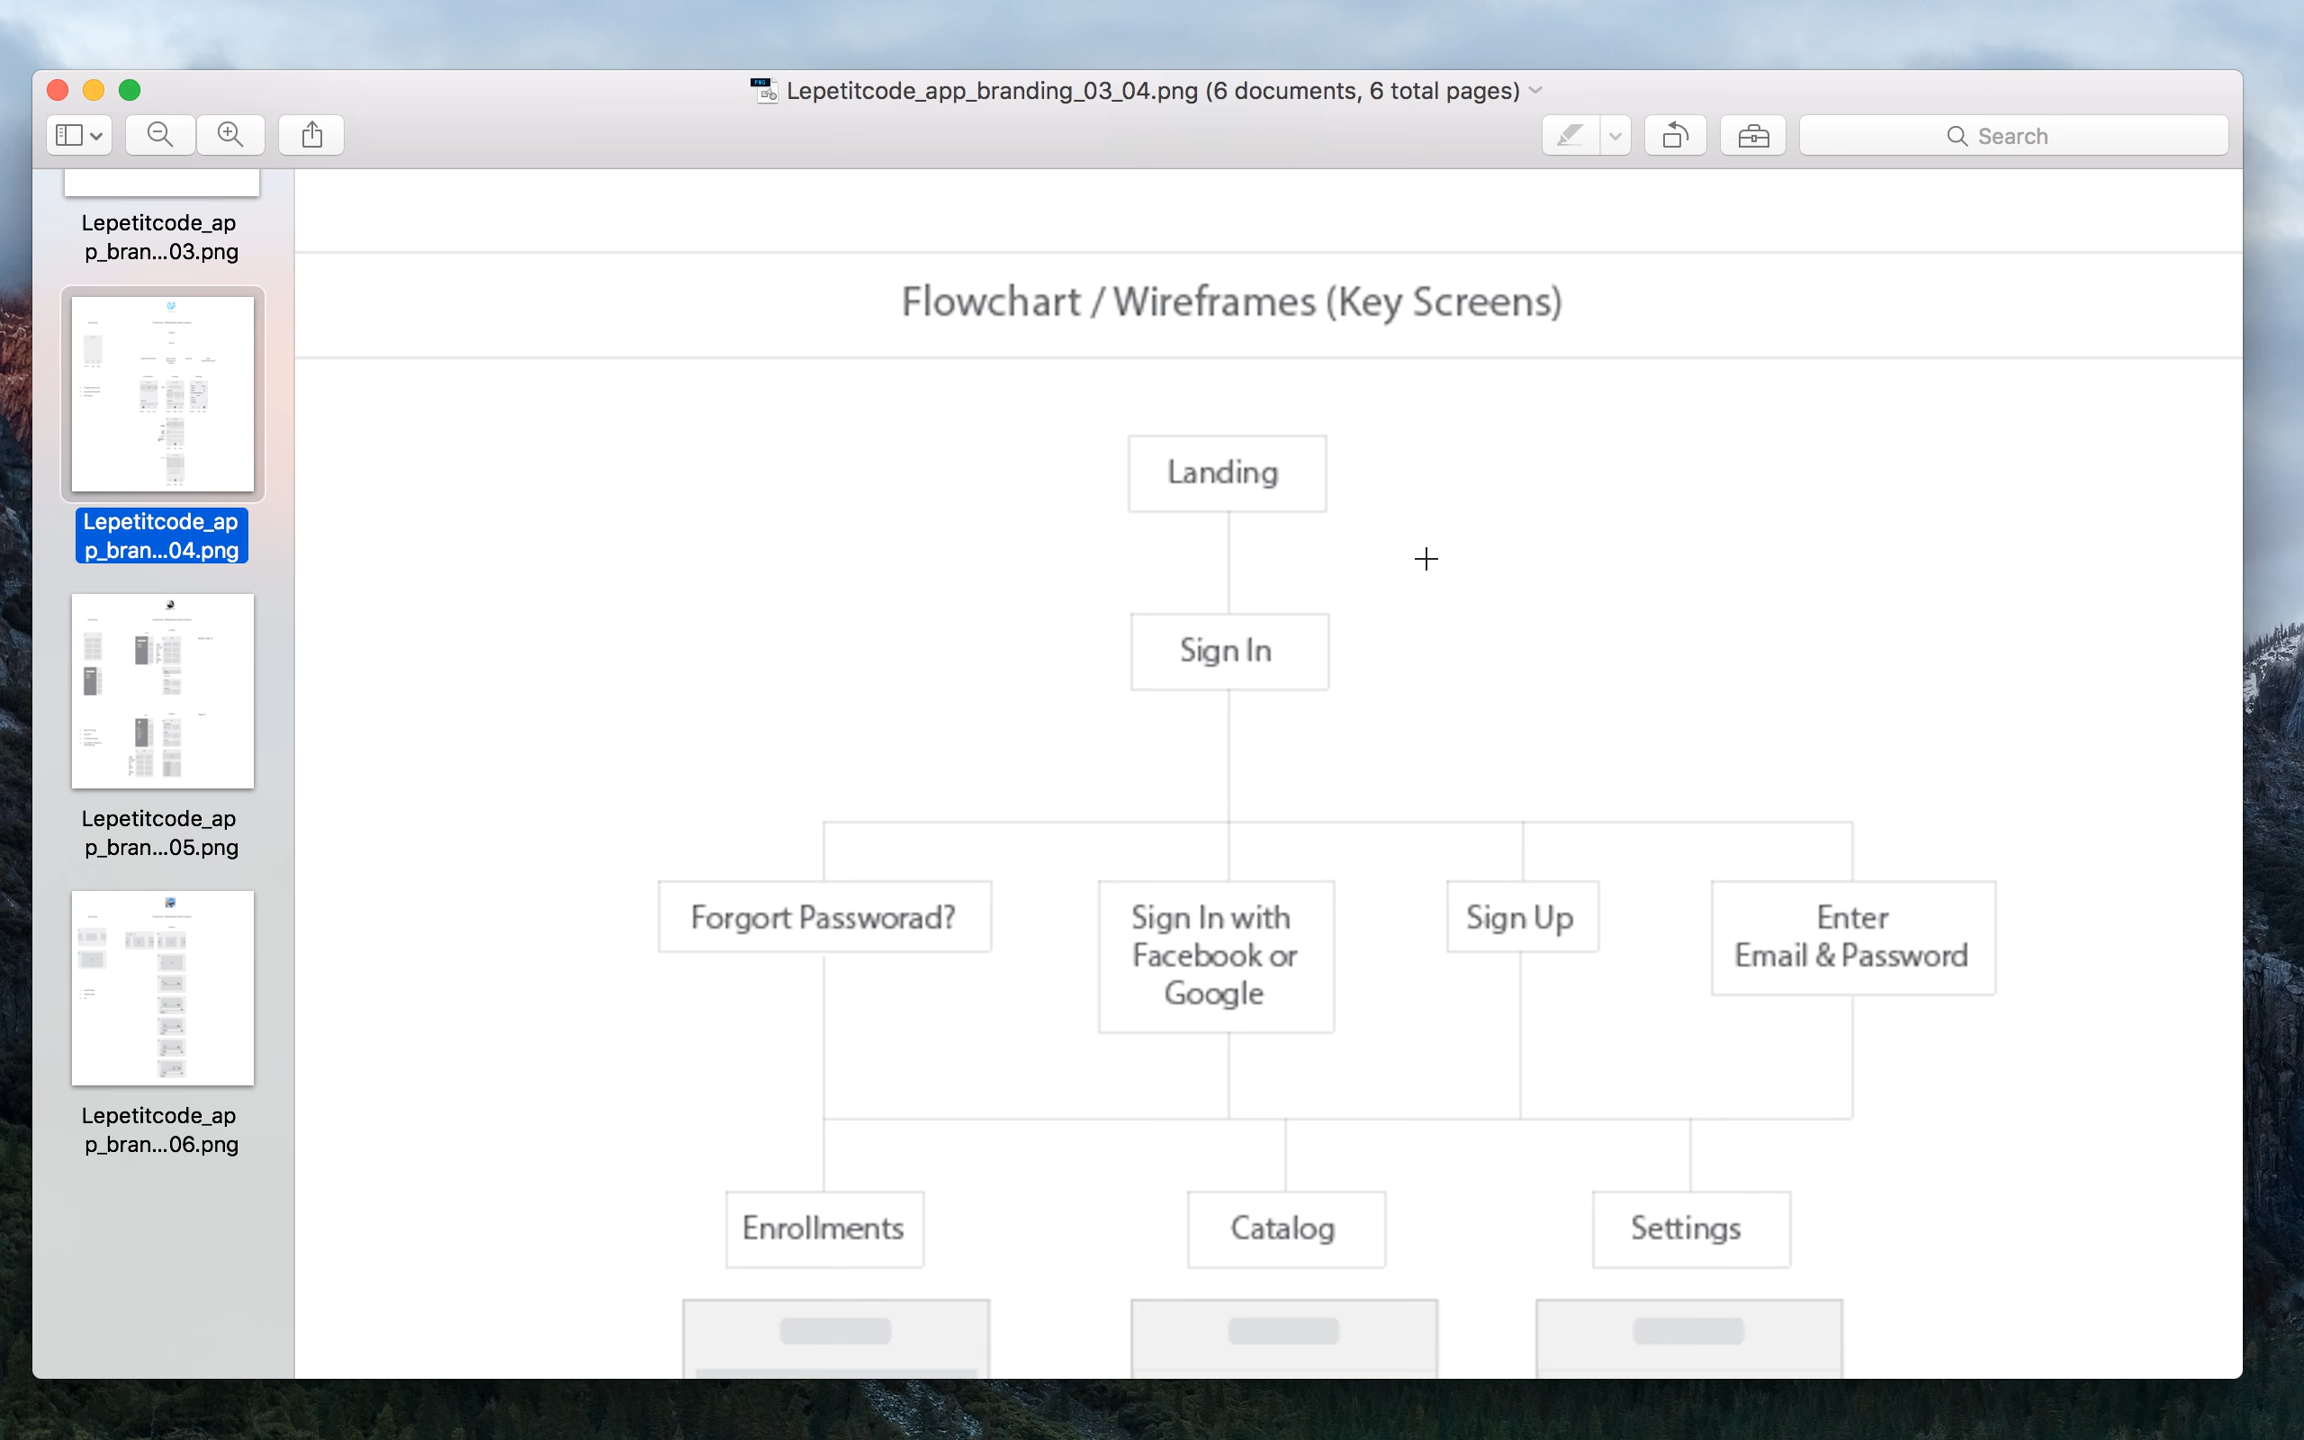 Lepetitcode_app_branding_03_04.png (6 documents, 6 total pages)
Search
Lepetitcode_ap
p_bran...03.png
Lepetitcode_ap
p_bran...04.png
Lepetitcode_ap
p_bran...05.png
Lepetitcode_ap
p_bran...06.png
Flowchart / Wireframes (Key Screens)
Landing
Sign In
Forgort Passworad?
Sign In with
Facebook or
Google
Sign Up
Enter
Email & Password
Enrollments
Catalog
Settings